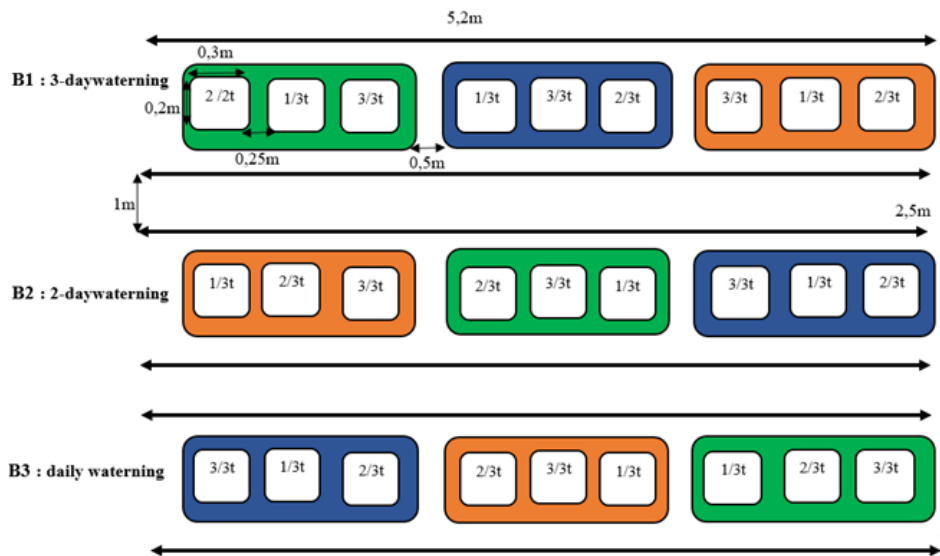 5,2m
0,3m
B1 : 3-daywaterning
2 /2t 1/3t 3/3t 1/3t 3/3t 2/3t 3/3t 1/3t 2/3t
0,2m
0,25m
0,5m
1m
2,5m
B2 : 2-daywaterning
1/3t 2/3t 3/3t 2/3t 3/3t 1/3t 3/3t 1/3t 2/3t
B3 : daily waterning
3/3t 1/3t 2/3t 2/3t 3/3t 1/3t 1/3t 2/3t 3/3t